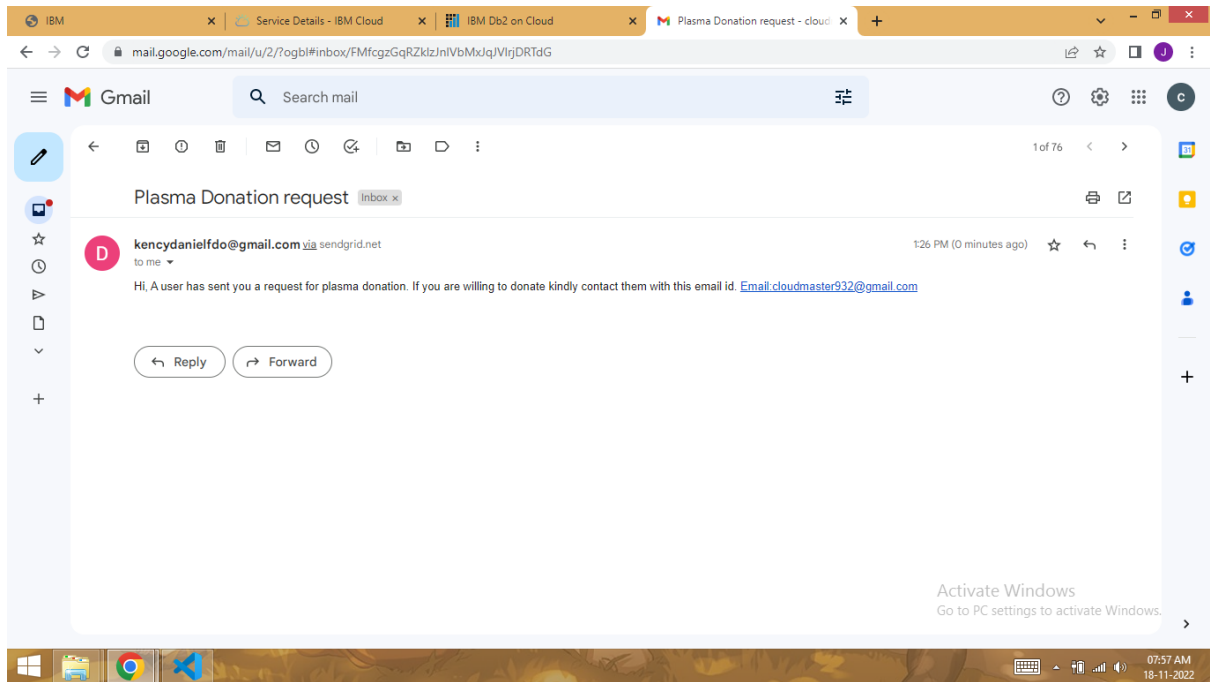 IBM
Service Details - IBM Cloud
IBM Db2 on Cloud
Plasma Donation request - cloud
mail.google.com/mail/u/2/?ogbl#inbox/FMfcgzGqRZklzJnlVbMxJqJVlrjDRTdG
J
Gmail
Search mail
c
1 of 76
31
Plasma Donation request Inbox x
D
kencydanielfdo@gmail.com via sendgrid.net
1:26 PM (0 minutes ago)
to me
Hi, A user has sent you a request for plasma donation. If you are willing to donate kindly contact them with this email id. Email:cloudmaster932@gmail.com
Reply
Forward
Activate Windows
Go to PC settings to activate Windows.
07:57 AM
18-11-2022